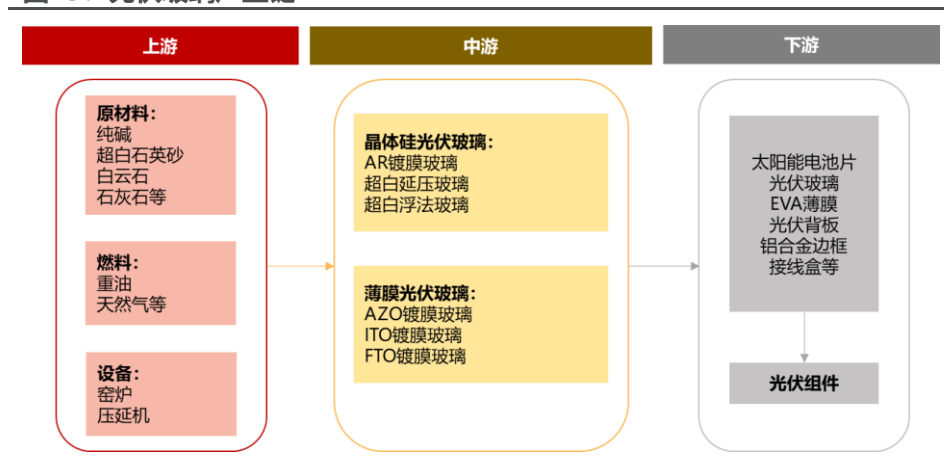 上游
中游
下游
原材料：
纯碱
超白石英砂
白云石
石灰石等
燃料：
重油
天然气等
设备：
窑炉
压延机
晶体硅光伏玻璃：
AR镀膜玻璃
超白延压玻璃
超白浮法玻璃
薄膜光伏玻璃：
AZO镀膜玻璃
ITO镀膜玻璃
FTO镀膜玻璃
太阳能电池片
光伏玻璃
EVA薄膜
光伏背板
铝合金边框
接线盒等
光伏组件